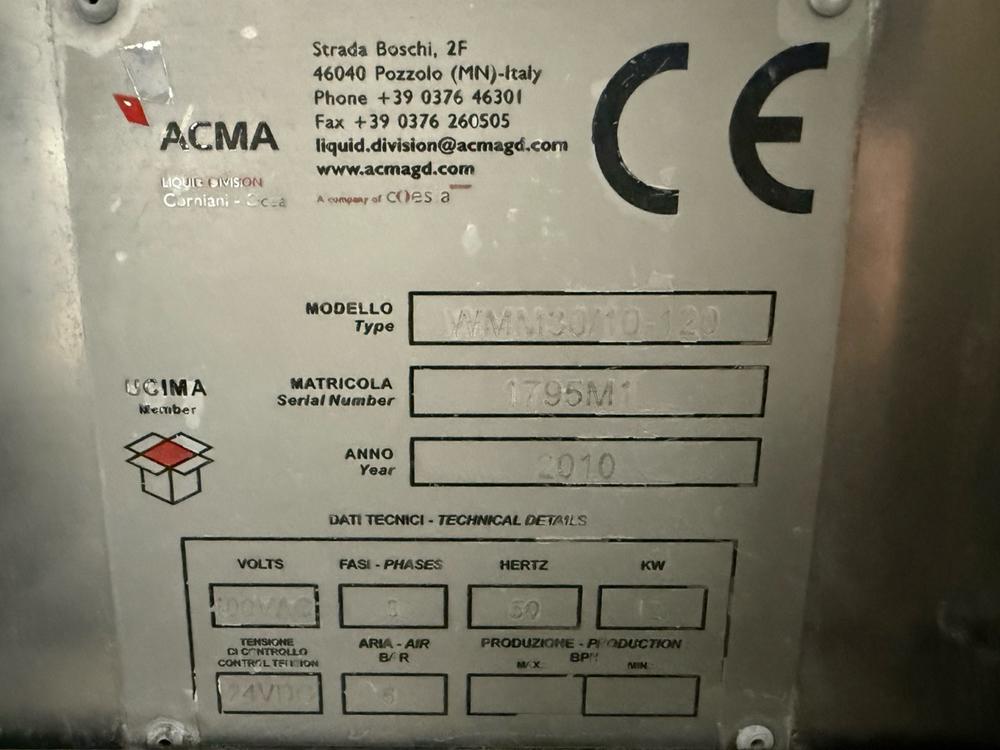 Strada Boschi, 2F
46040 Pozzolo (MN)-Italy
Phone +39 0376 46301
Fax +39 0376 260505
liquid.division@acmagd.com
www.acmagd.com
A company of coesia
ACMA
LIQUID DIVISION
Corniani -
CE
MODELLO
Type
WMM30/10-120
MATRICOLA
Serial Number
1795M1
ANNO
Year
2010
UCIMA
Member
DATI TECNICI - TECHNICAL DETAILS
VOLTS FASI - PHASES HERTZ KW
3
TENSIONE
DI CONTROLLO
CONTROL TENSION
ARIA - AIR
BAR
PRODUZIONE - PRODUCTION
BPH
MAX. MIN.
24VDC 6